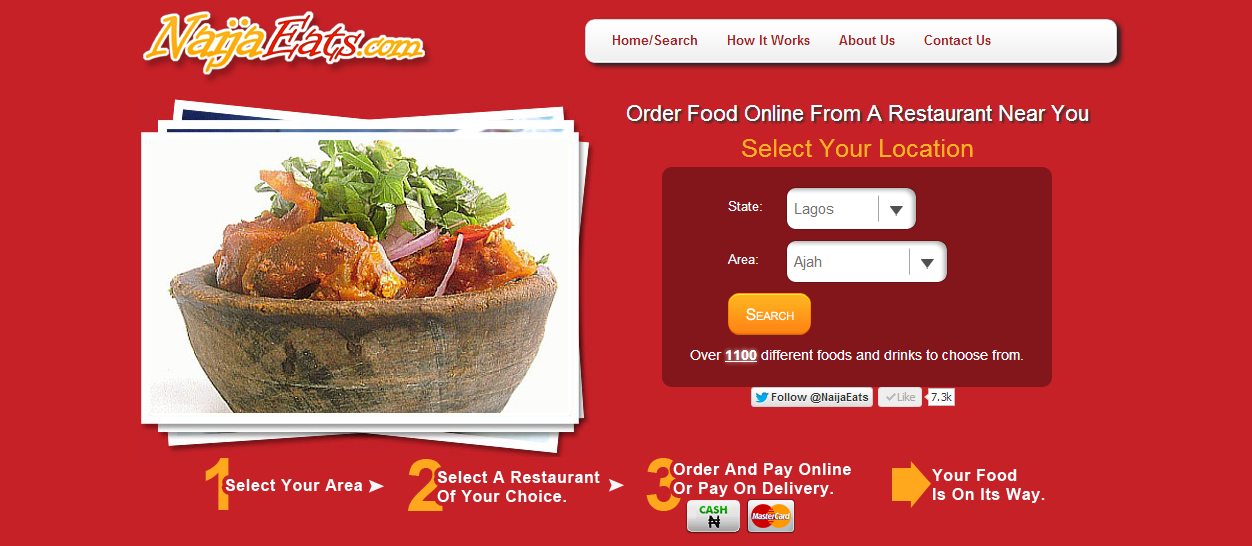 NaijaEats.com
Home/Search How It Works About Us Contact Us
Order Food Online From A Restaurant Near You
Select Your Location
State: Lagos
Area: Ajah
Search
Over 1100 different foods and drinks to choose from.
Follow @NaijaEats Like 7.3k
1 Select Your Area
2 Select A Restaurant
Of Your Choice.
3 Order And Pay Online
Or Pay On Delivery.
CASH
₦
MasterCard
Your Food
Is On Its Way.